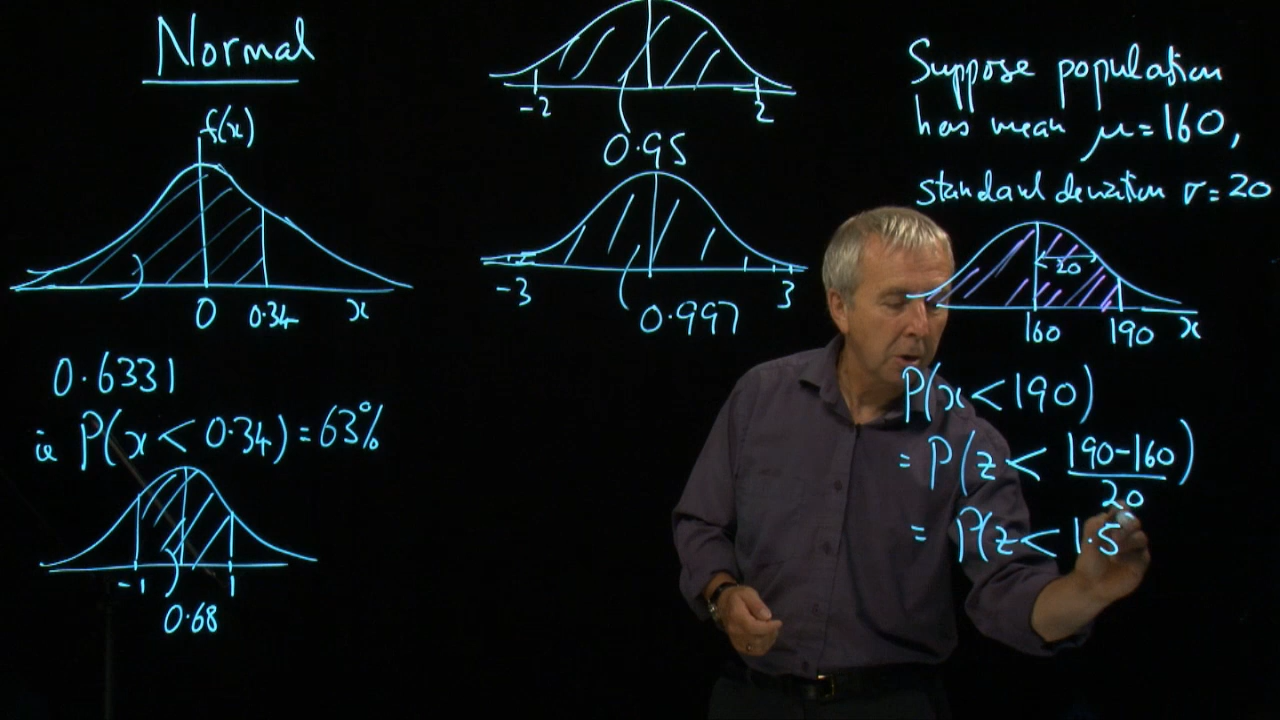 Normal
f(x)
0 0.34 x
0.6331
ie P(x < 0.34) = 63%
-1 1
0.68
-2 2
0.95
-3 3
0.997
Suppose population
has mean μ = 160,
standard deviation σ = 20
20
160 190 x
P(x < 190)
= P(z < 190-160
20 )
= P(z < 1.5